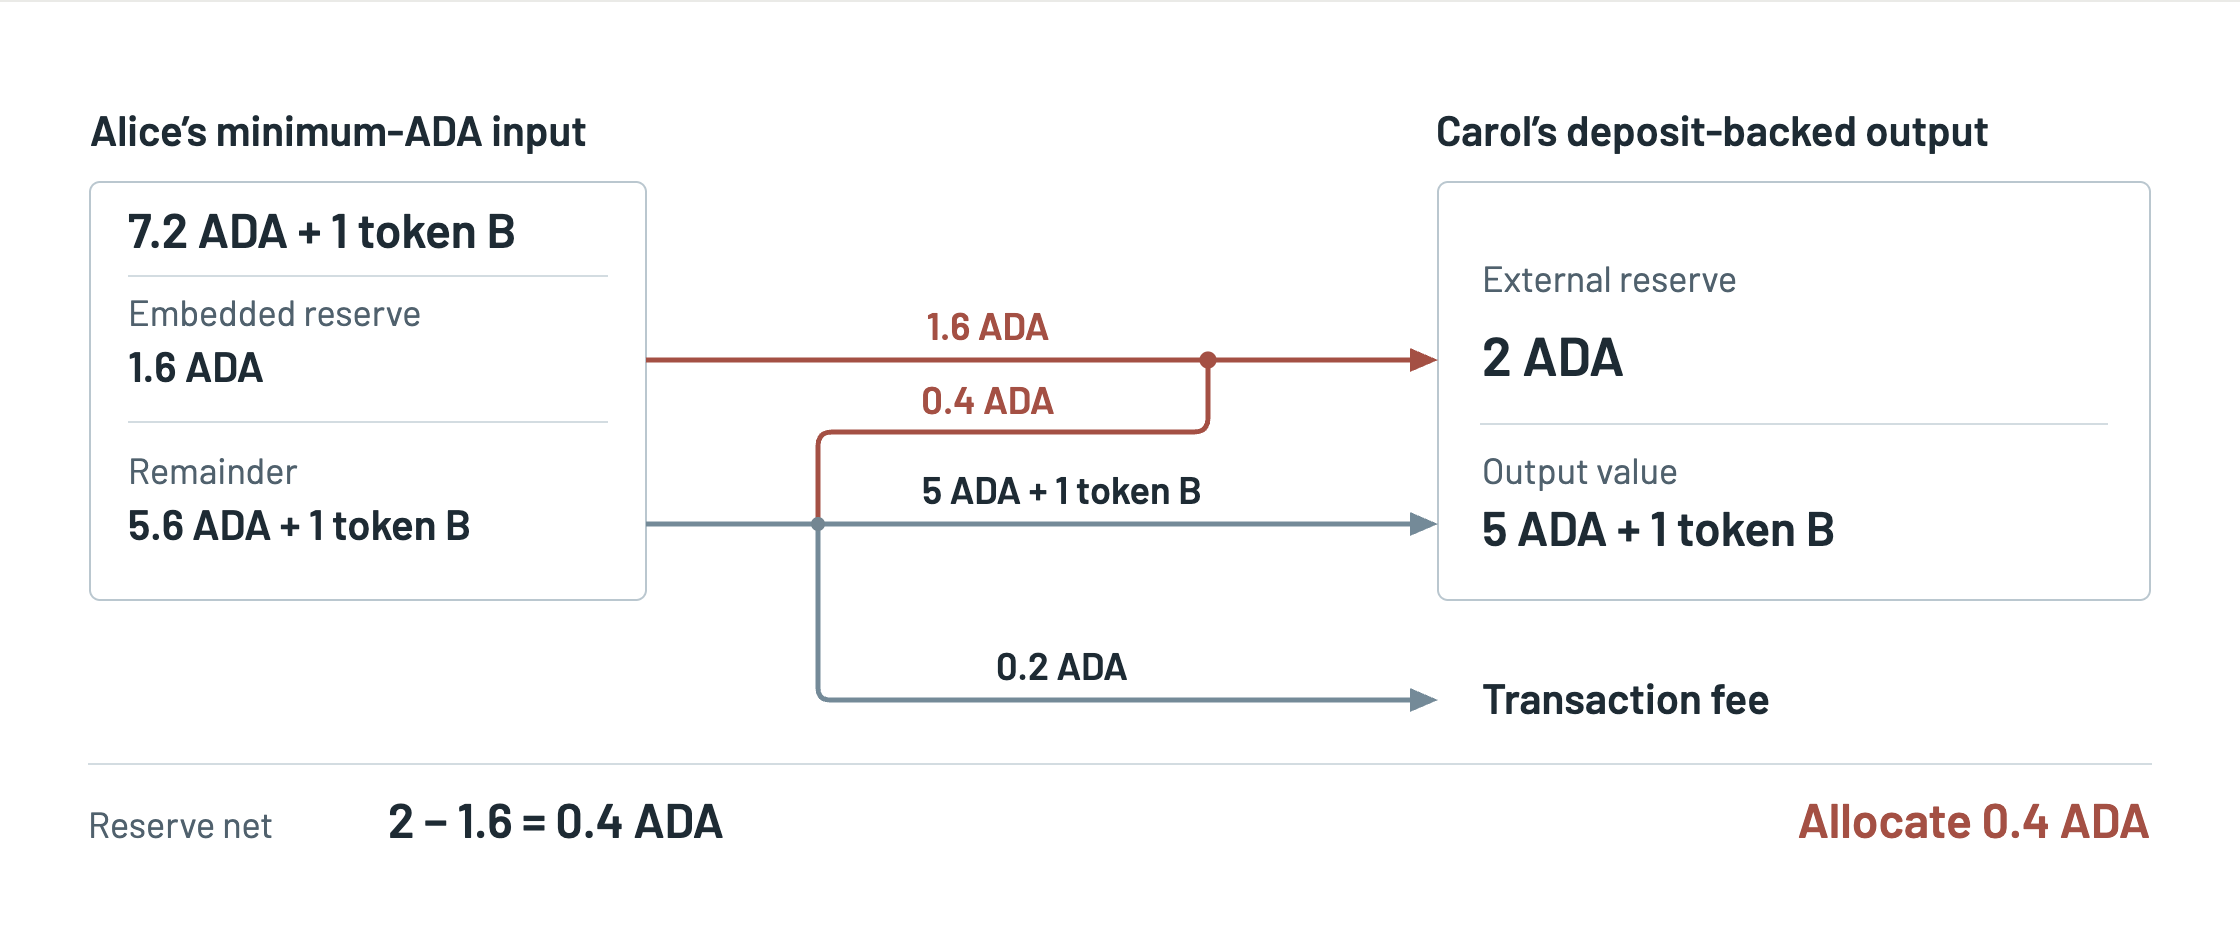 Alice’s minimum-ADA input
7.2 ADA + 1 token B
Embedded reserve
1.6 ADA
Remainder
5.6 ADA + 1 token B
1.6 ADA
0.4 ADA
5 ADA + 1 token B
0.2 ADA
Carol’s deposit-backed output
External reserve
2 ADA
Output value
5 ADA + 1 token B
Transaction fee
Reserve net
2 – 1.6 = 0.4 ADA
Allocate 0.4 ADA